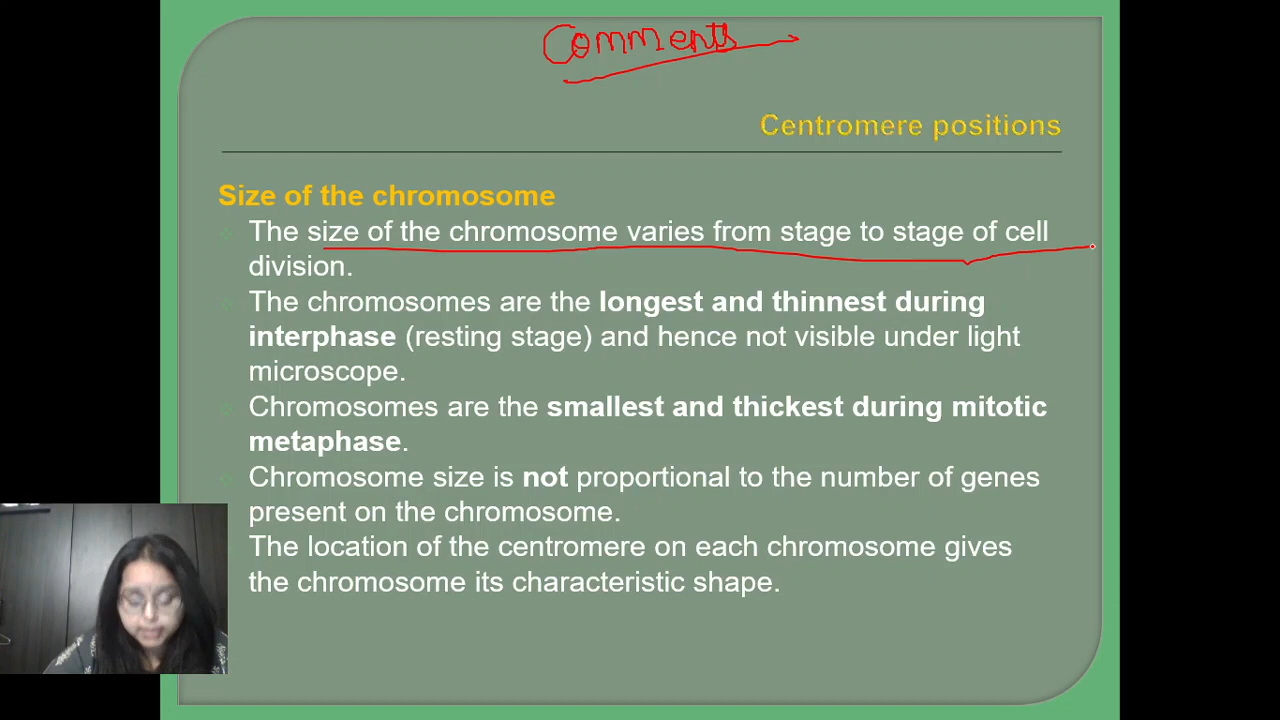 Comments
Centromere positions
Size of the chromosome
The size of the chromosome varies from stage to stage of cell
division.
The chromosomes are the longest and thinnest during
interphase (resting stage) and hence not visible under light
microscope.
Chromosomes are the smallest and thickest during mitotic
metaphase.
Chromosome size is not proportional to the number of genes
present on the chromosome.
The location of the centromere on each chromosome gives
the chromosome its characteristic shape.